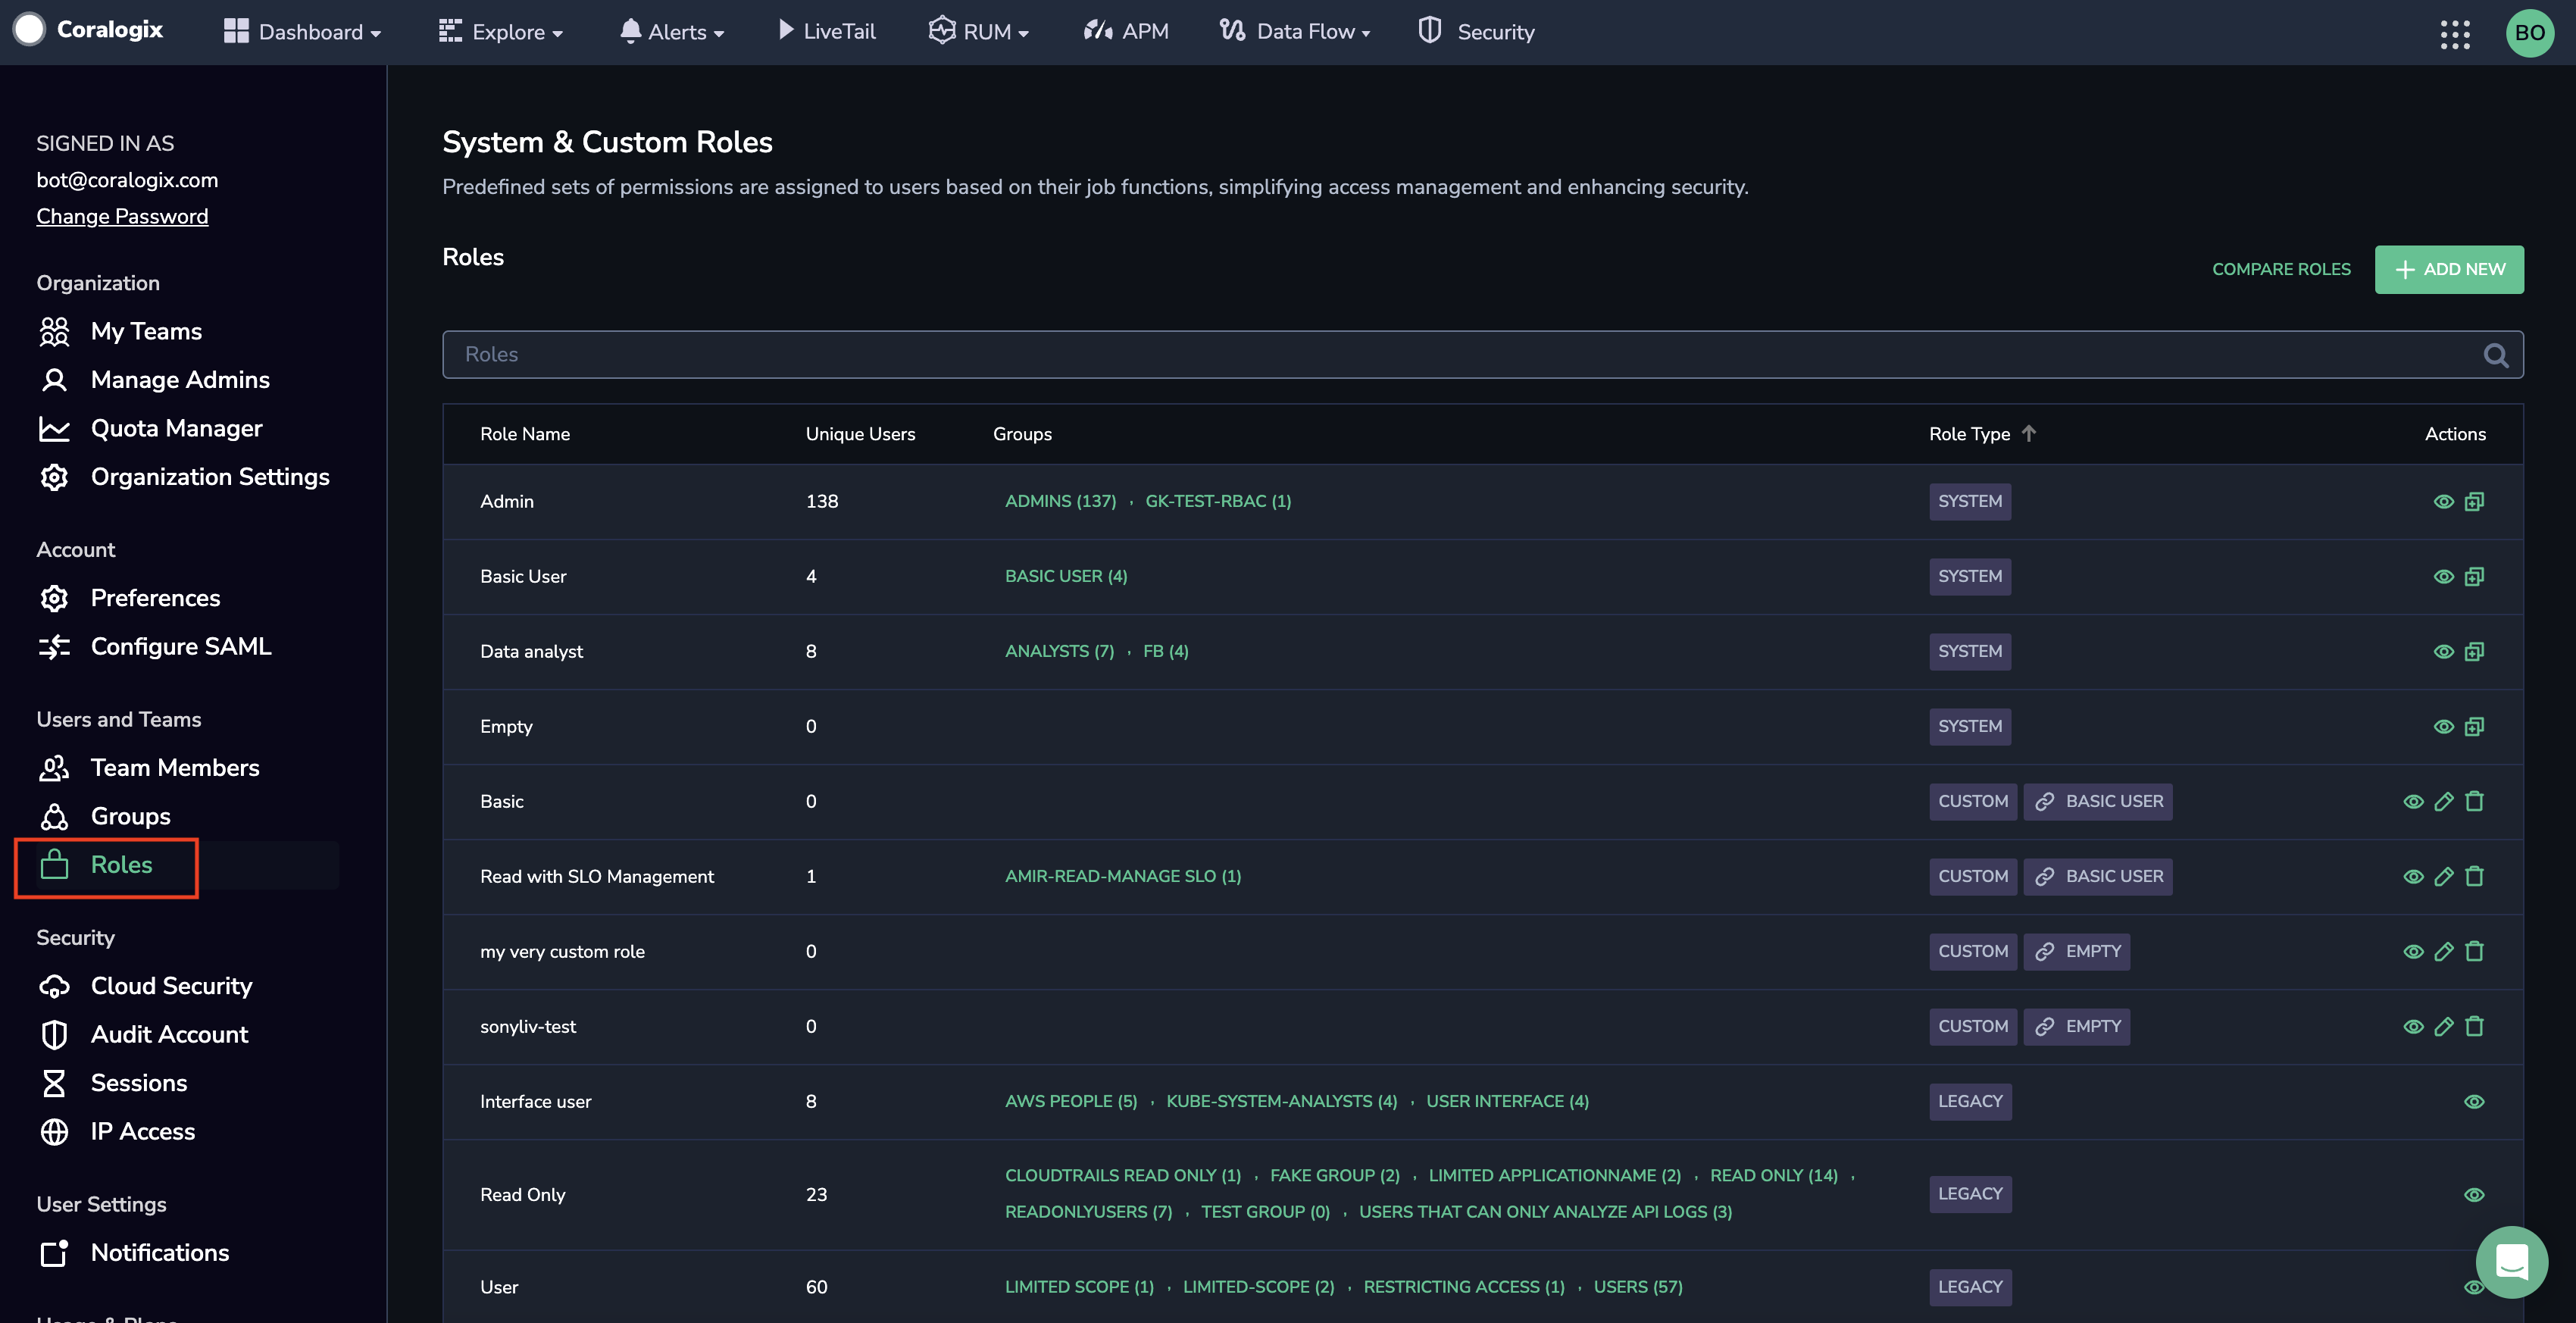 Coralogix Dashboard Explore Alerts LiveTail RUM APM Data Flow Security BO
SIGNED IN AS
bot@coralogix.com
Change Password
Organization
My Teams
Manage Admins
Quota Manager
Organization Settings
Account
Preferences
Configure SAML
Users and Teams
Team Members
Groups
Roles
Security
Cloud Security
Audit Account
Sessions
IP Access
User Settings
Notifications
System & Custom Roles
Predefined sets of permissions are assigned to users based on their job functions, simplifying access management and enhancing security.
Roles
COMPARE ROLES ADD NEW
Roles
Role Name Unique Users Groups Role Type Actions
Admin 138 ADMINS (137) , GK-TEST-RBAC (1) SYSTEM
Basic User 4 BASIC USER (4) SYSTEM
Data analyst 8 ANALYSTS (7) , FB (4) SYSTEM
Empty 0 SYSTEM
Basic 0 CUSTOM BASIC USER
Read with SLO Management 1 AMIR-READ-MANAGE SLO (1) CUSTOM BASIC USER
my very custom role 0 CUSTOM EMPTY
sonyliv-test 0 CUSTOM EMPTY
Interface user 8 AWS PEOPLE (5) , KUBE-SYSTEM-ANALYSTS (4) , USER INTERFACE (4) LEGACY
Read Only 23 CLOUDTRAILS READ ONLY (1) , FAKE GROUP (2) , LIMITED APPLICATIONNAME (2) , READ ONLY (14) , LEGACY
READONLYUSERS (7) , TEST GROUP (0) , USERS THAT CAN ONLY ANALYZE API LOGS (3)
User 60 LIMITED SCOPE (1) , LIMITED-SCOPE (2) , RESTRICTING ACCESS (1) , USERS (57) LEGACY